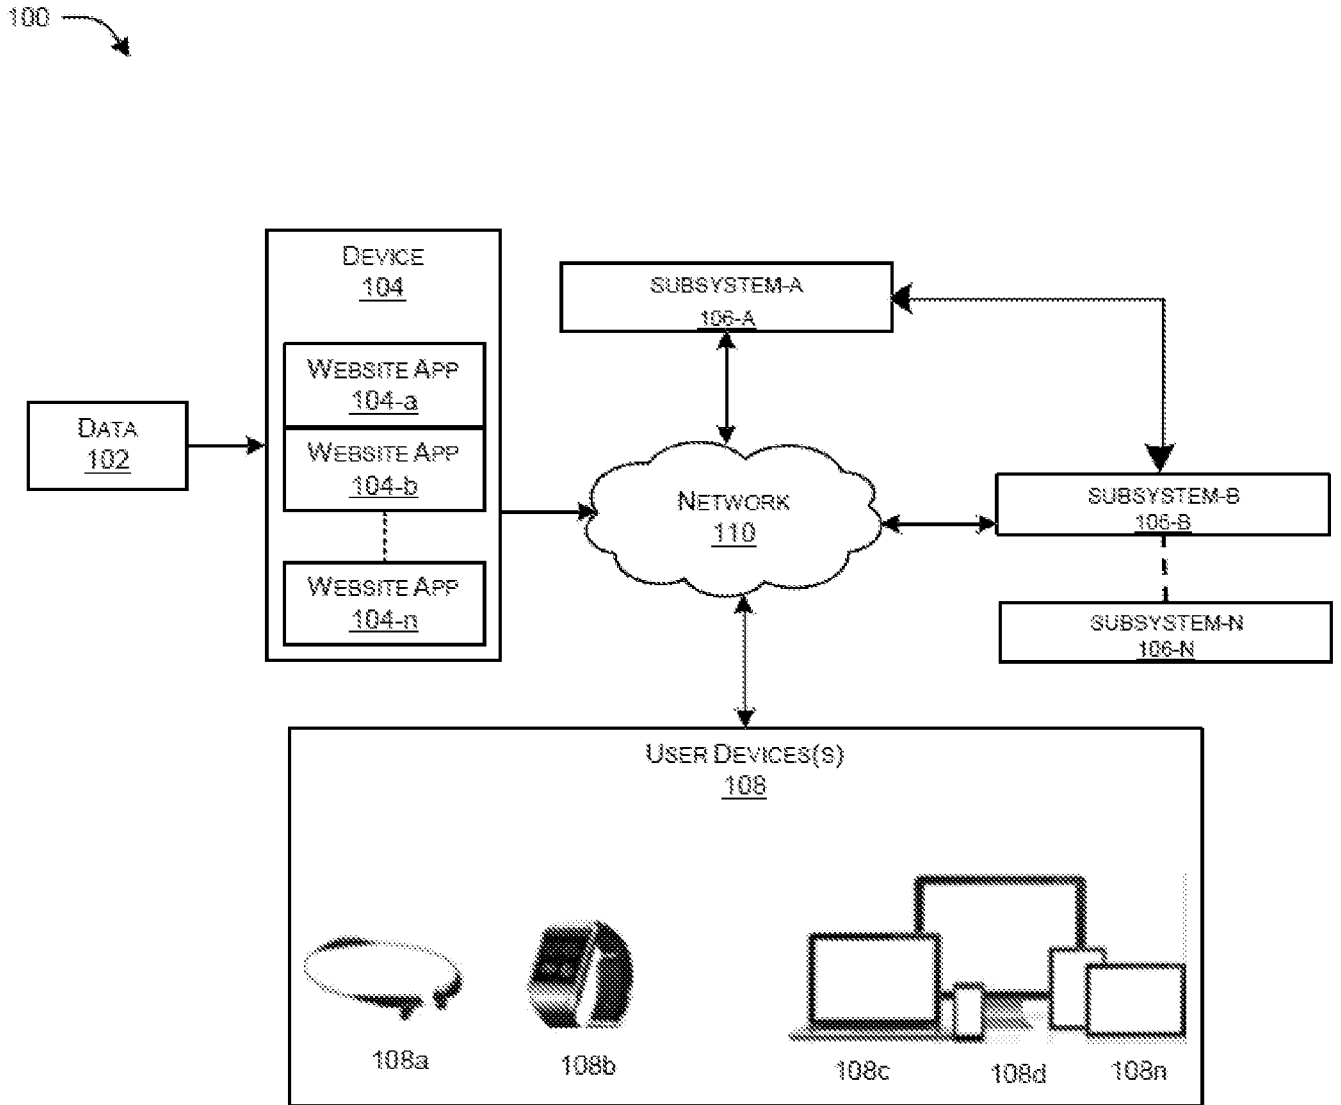 100
DEVICE
104
WEBSITE APP
104-a
WEBSITE APP
104-b
WEBSITE APP
104-n
DATA
102
SUBSYSTEM-A
106-A
NETWORK
110
SUBSYSTEM-B
106-B
SUBSYSTEM-N
106-N
USER DEVICES(S)
108
108a
108b
108c
108d
108n